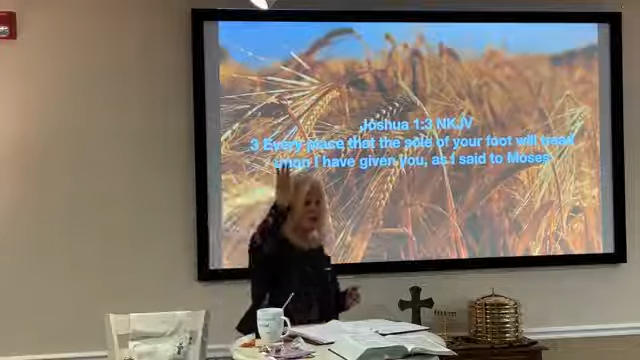 Joshua 1:3 NKJV
3 Every place that the sole of your foot will tread
upon I have given you, as I said to Moses.